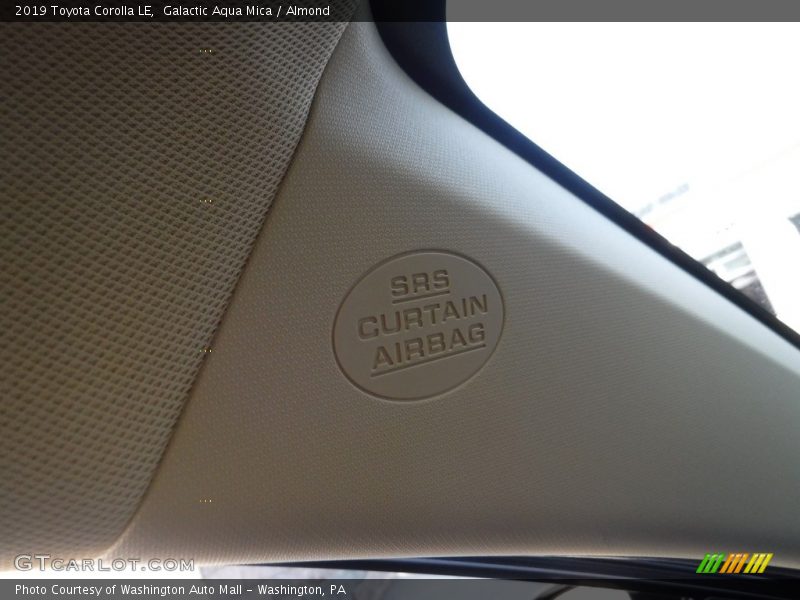 2019 Toyota Corolla LE, Galactic Aqua Mica / Almond
SRS
CURTAIN
AIRBAG
GTCARLOT.COM
Photo Courtesy of Washington Auto Mall - Washington, PA